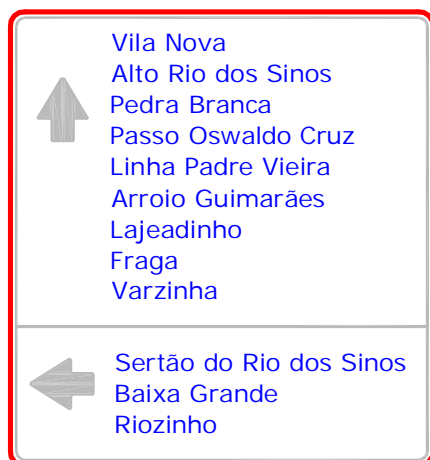 Vila Nova
Alto Rio dos Sinos
Pedra Branca
Passo Oswaldo Cruz
Linha Padre Vieira
Arroio Guimarães
Lajeadinho
Fraga
Varzinha
Sertão do Rio dos Sinos
Baixa Grande
Riozinho